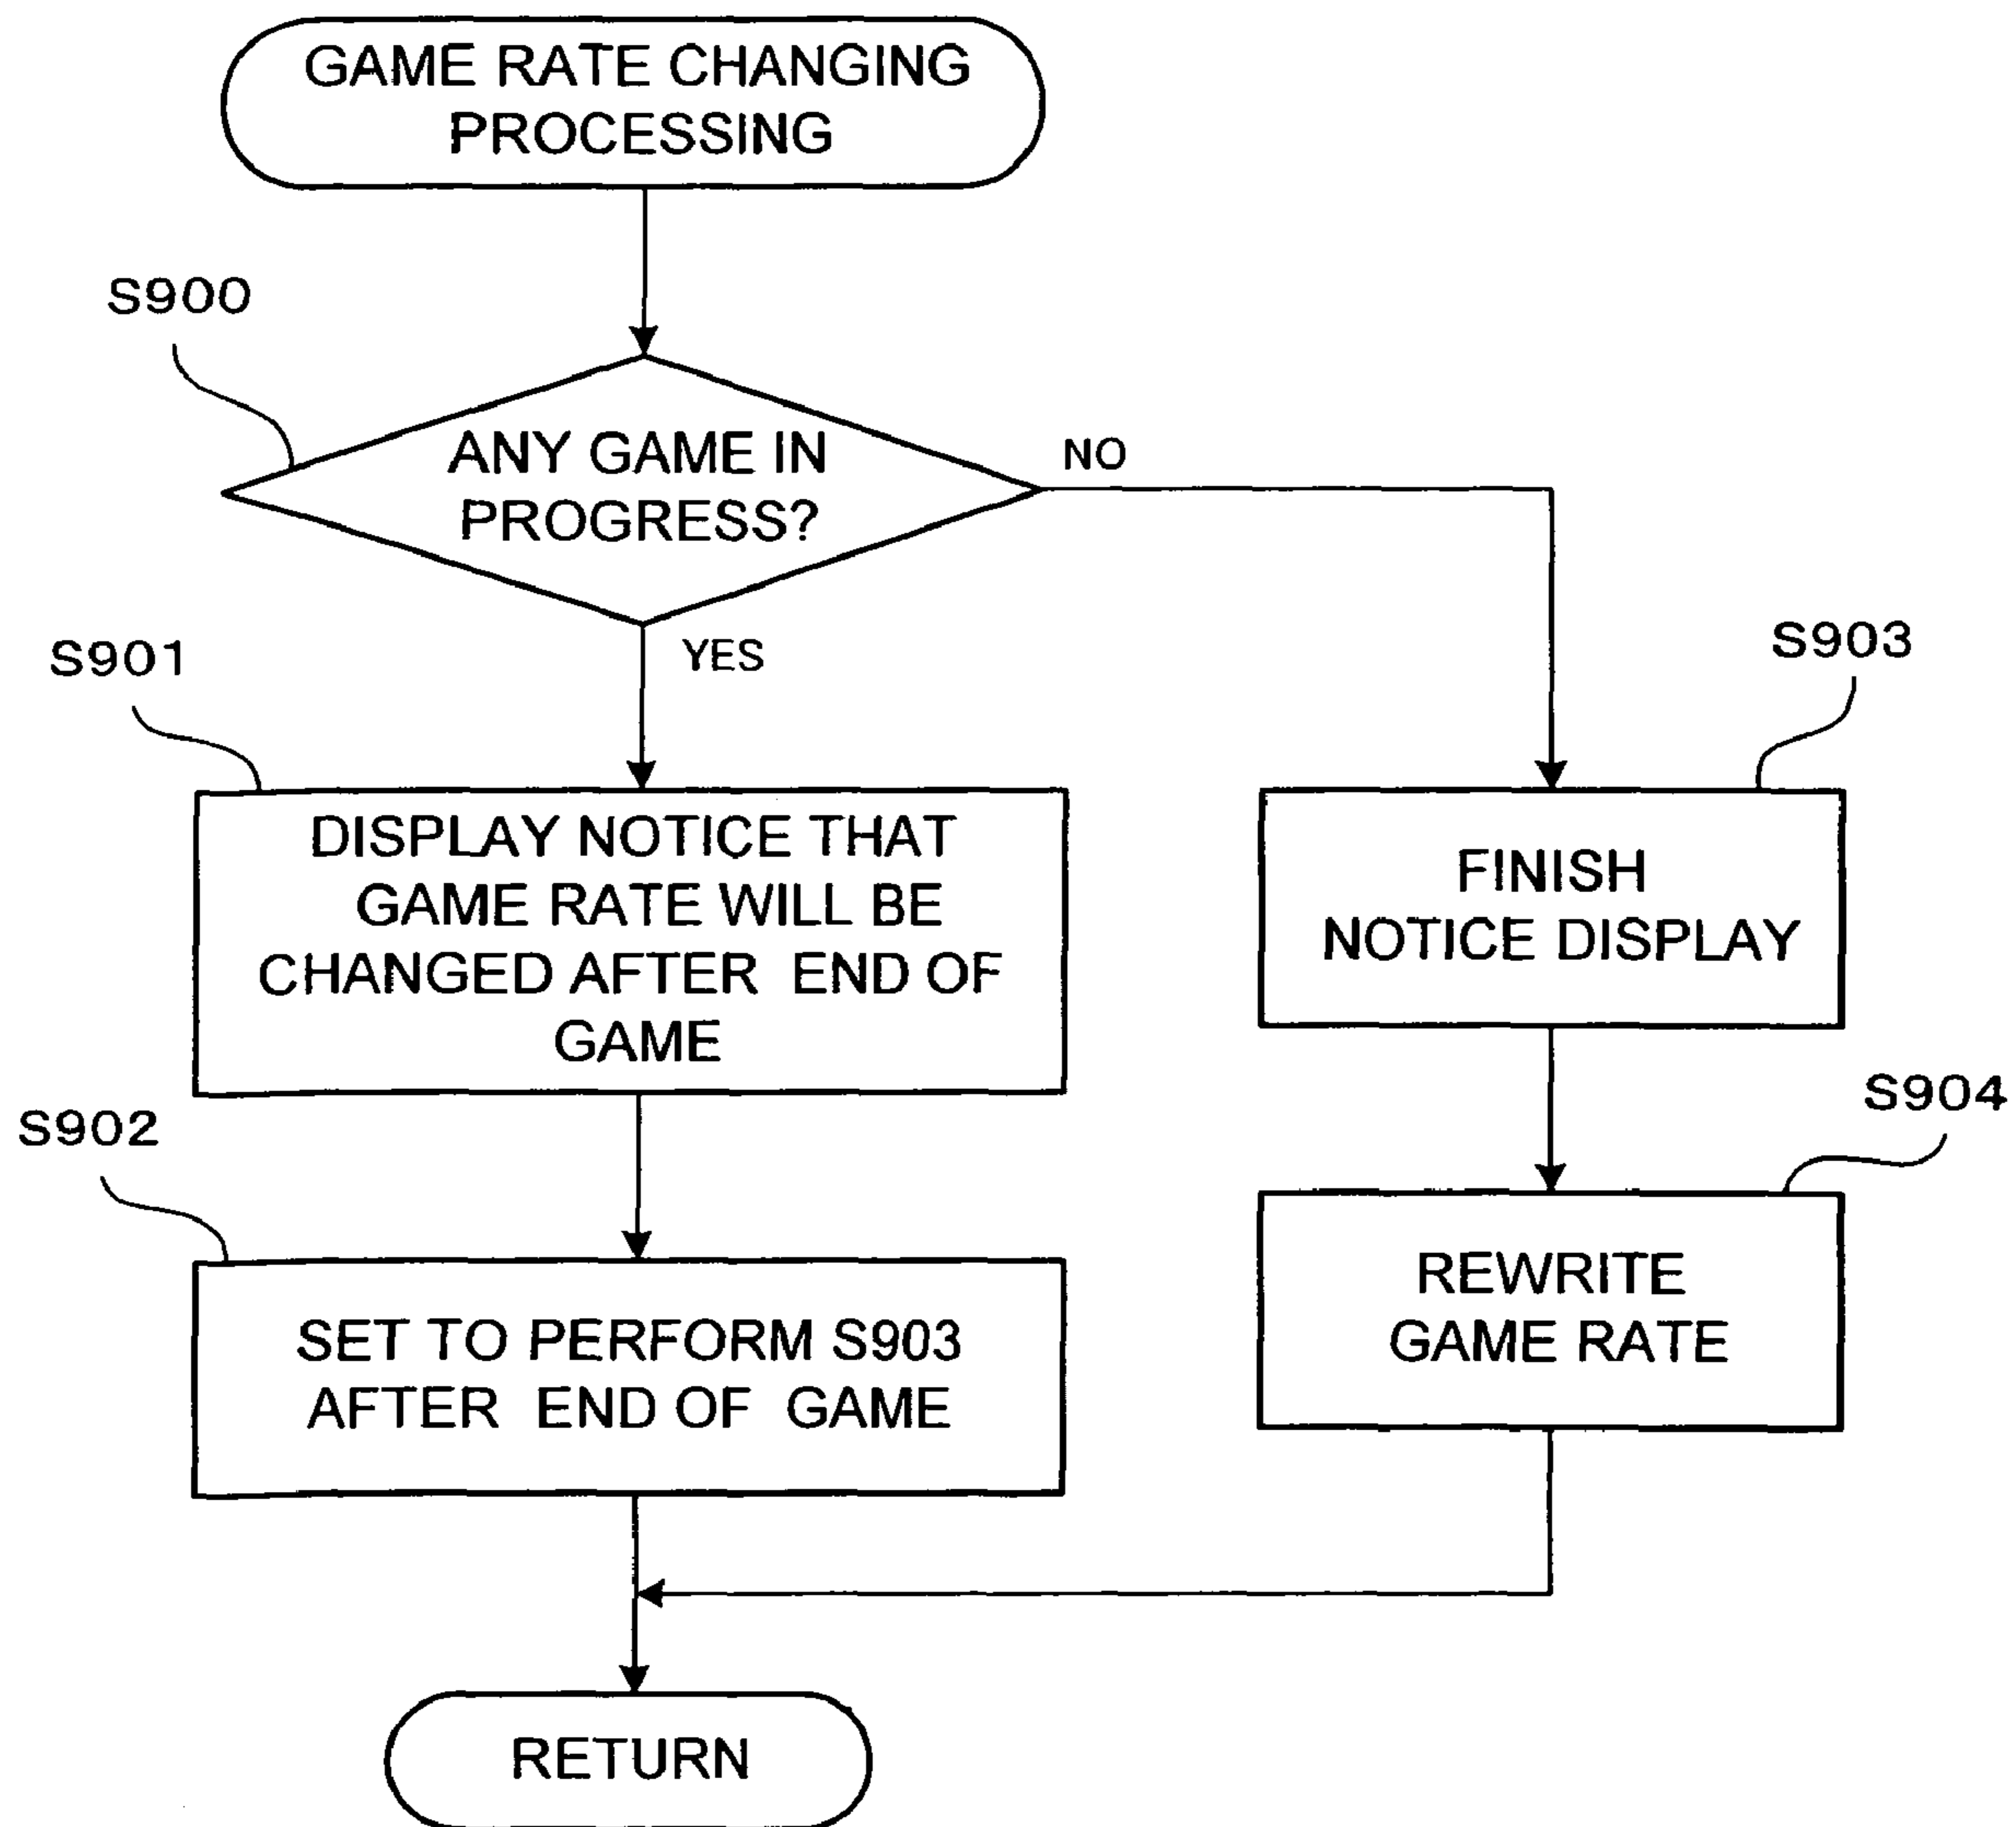 GAME RATE CHANGING
PROCESSING
S900
ANY GAME IN
PROGRESS?
NO
YES
S901
DISPLAY NOTICE THAT
GAME RATE WILL BE
CHANGED AFTER END OF
GAME
S902
SET TO PERFORM S903
AFTER END OF GAME
S903
FINISH
NOTICE DISPLAY
S904
REWRITE
GAME RATE
RETURN